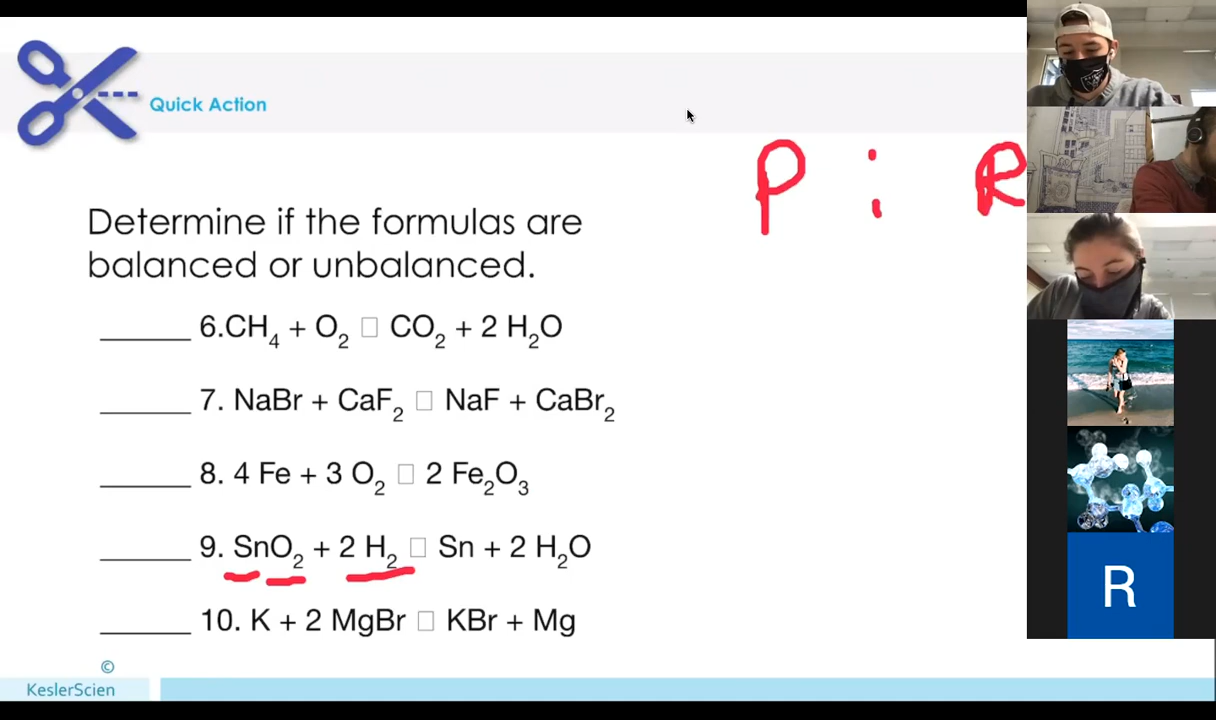 Quick Action
P : R
Determine if the formulas are
balanced or unbalanced.
______ 6.CH₄ + O₂ □ CO₂ + 2 H₂O
______ 7. NaBr + CaF₂ □ NaF + CaBr₂
______ 8. 4 Fe + 3 O₂ □ 2 Fe₂O₃
______ 9. SnO₂ + 2 H₂ □ Sn + 2 H₂O
______ 10. K + 2 MgBr □ KBr + Mg
©
KeslerScien
R